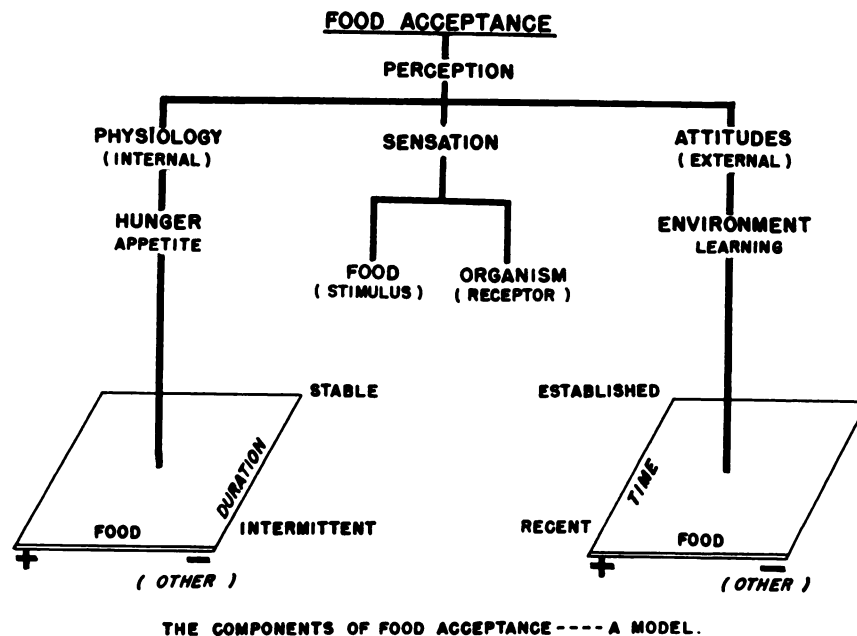 FOOD ACCEPTANCE
PERCEPTION
PHYSIOLOGY
(INTERNAL)
HUNGER
APPETITE
SENSATION
FOOD
(STIMULUS)
ORGANISM
(RECEPTOR)
ATTITUDES
(EXTERNAL)
ENVIRONMENT
LEARNING
STABLE
DURATION
INTERMITTENT
FOOD
+ −
(OTHER)
ESTABLISHED
TIME
RECENT
FOOD
+ −
(OTHER)
THE COMPONENTS OF FOOD ACCEPTANCE----A MODEL.